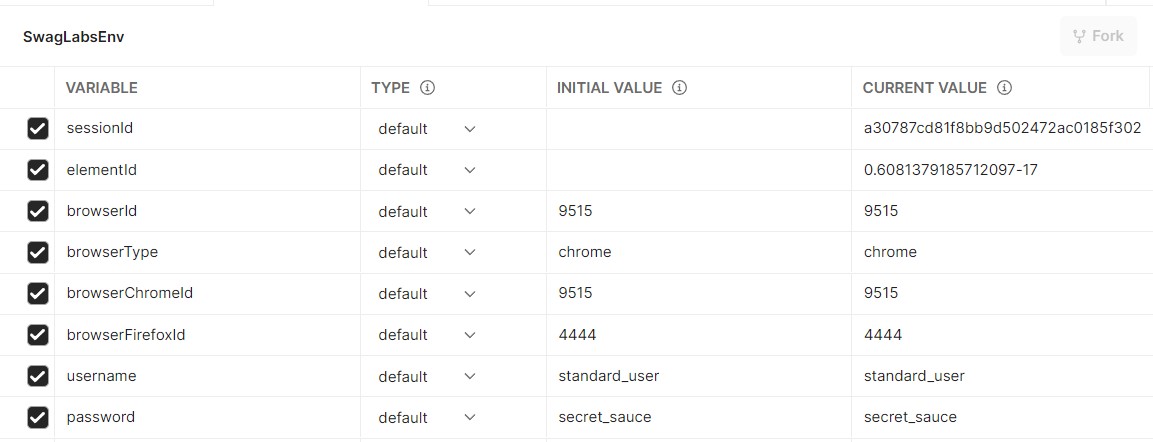 SwagLabsEnv
Fork
VARIABLE TYPE INITIAL VALUE CURRENT VALUE
sessionId default a30787cd81f8bb9d502472ac0185f302
elementId default 0.6081379185712097-17
browserId default 9515 9515
browserType default chrome chrome
browserChromeId default 9515 9515
browserFirefoxId default 4444 4444
username default standard_user standard_user
password default secret_sauce secret_sauce